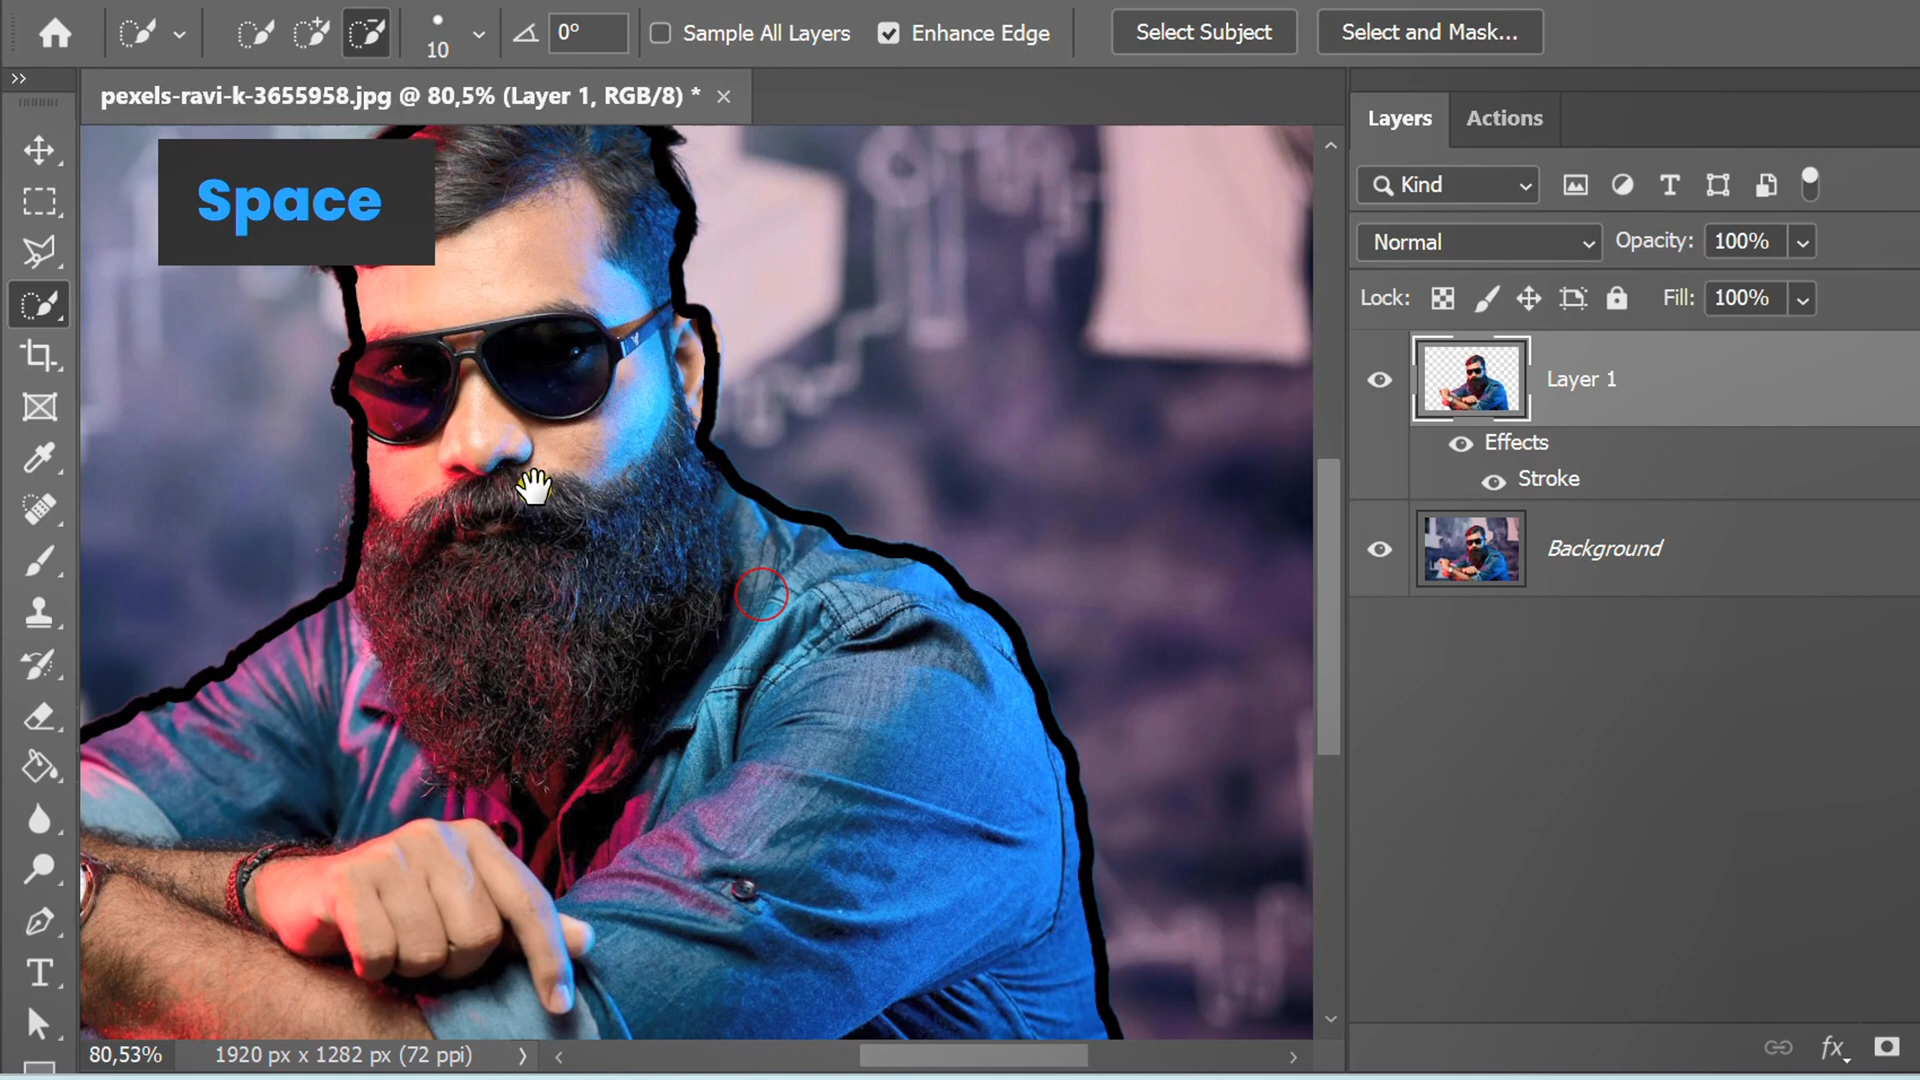 10
0°
Sample All Layers
Enhance Edge
Select Subject
Select and Mask...
pexels-ravi-k-3655958.jpg @ 80,5% (Layer 1, RGB/8) *
Layers
Actions
Space
Kind
Normal
Opacity:
100%
Lock:
Fill:
100%
Layer 1
Effects
Stroke
Background
80,53%
1920 px x 1282 px (72 ppi)
fx